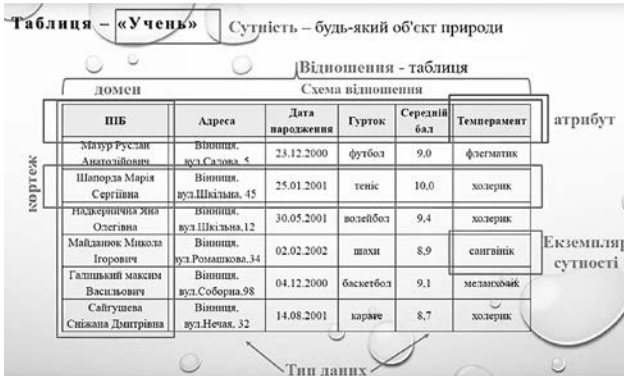 Таблиця – «Учень»
Сутність – будь-який об'єкт природи
Відношення - таблиця
домен
Схема відношення
ПІБ
Адреса
Дата народження
Гурток
Середній бал
Темперамент
атрибут
кортеж
Мазур Руслан Анатолійович
Вінниця, вул.Садова, 5
23.12.2000
футбол
9,0
флегматик
Шапорда Марія Сергіївна
Вінниця, вул.Шкільна, 45
25.01.2001
теніс
10,0
холерик
Надкернична Яна Олегівна
Вінниця, вул.Шкільна,12
30.05.2001
волейбол
9,4
холерик
Майданюк Микола Ігорович
Вінниця, вул.Ромашкова,34
02.02.2002
шахи
8,9
сангвінік
Екземпляр сутності
Галицький максим Васильович
Вінниця, вул.Соборна,98
04.12.2000
баскетбол
9,1
меланхолік
Сайгушева Сніжана Дмитрівна
Вінниця, вул.Нечая, 32
14.08.2001
карате
8,7
холерик
Тип даних